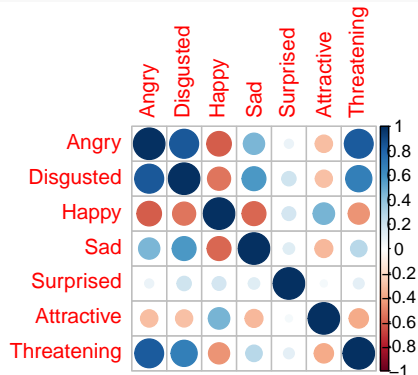 Angry
Disgusted
Happy
Sad
Surprised
Attractive
Threatening
Angry
Disgusted
Happy
Sad
Surprised
Attractive
Threatening
1
0.8
0.6
0.4
0.2
0
−0.2
−0.4
−0.6
−0.8
−1